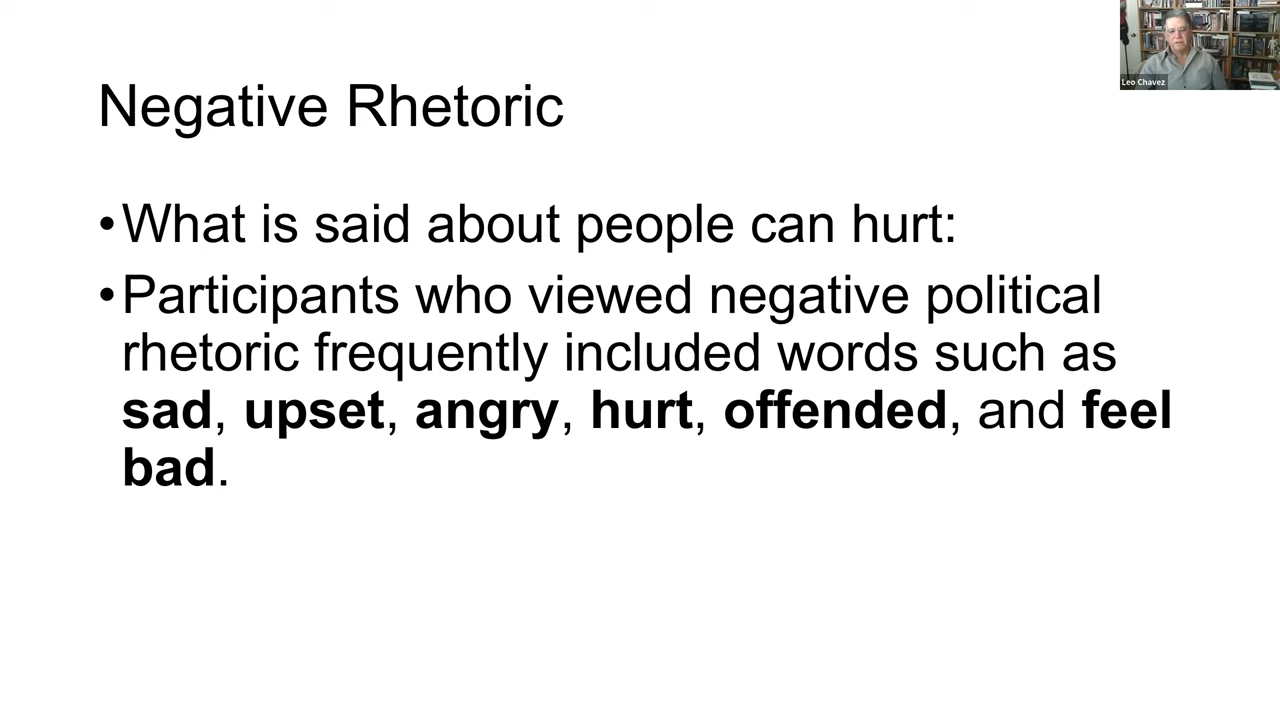 Leo Chavez
Negative Rhetoric
•What is said about people can hurt:
•Participants who viewed negative political
rhetoric frequently included words such as
sad, upset, angry, hurt, offended, and feel
bad.